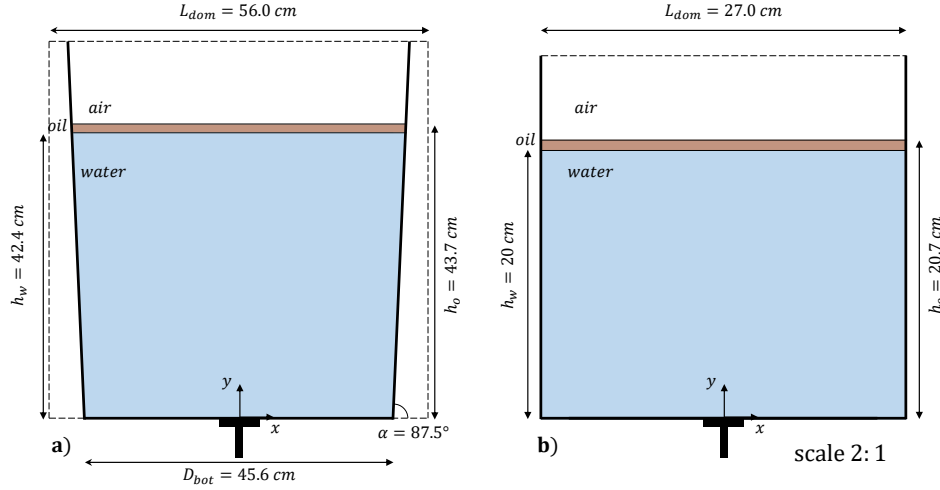 L_dom = 56.0 cm
air
oil
water
h_w = 42.4 cm
h_o = 43.7 cm
y
x
α = 87.5°
a)
D_bot = 45.6 cm
L_dom = 27.0 cm
air
oil
water
h_w = 20 cm
h_o = 20.7 cm
y
x
b)
scale 2: 1